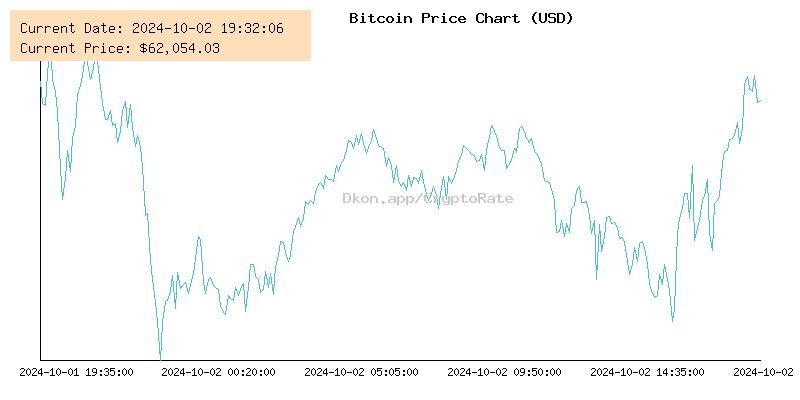 Bitcoin Price Chart (USD)
Current Date: 2024-10-02 19:32:06
Current Price: $62,054.03
Dkon.app/CryptoRate
2024-10-01 19:35:00 2024-10-02 00:20:00 2024-10-02 05:05:00 2024-10-02 09:50:00 2024-10-02 14:35:00 2024-10-02